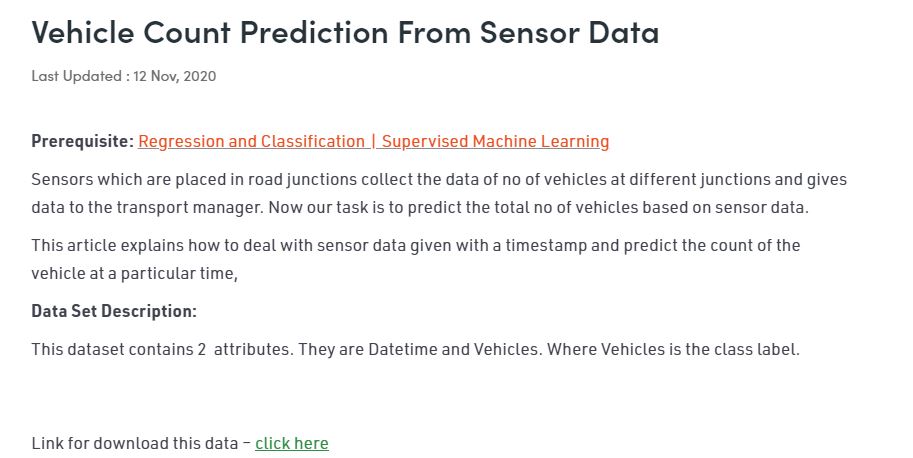 Vehicle Count Prediction From Sensor Data
Last Updated : 12 Nov, 2020
Prerequisite: Regression and Classification | Supervised Machine Learning
Sensors which are placed in road junctions collect the data of no of vehicles at different junctions and gives
data to the transport manager. Now our task is to predict the total no of vehicles based on sensor data.
This article explains how to deal with sensor data given with a timestamp and predict the count of the
vehicle at a particular time,
Data Set Description:
This dataset contains 2  attributes. They are Datetime and Vehicles. Where Vehicles is the class label.
Link for download this data – click here